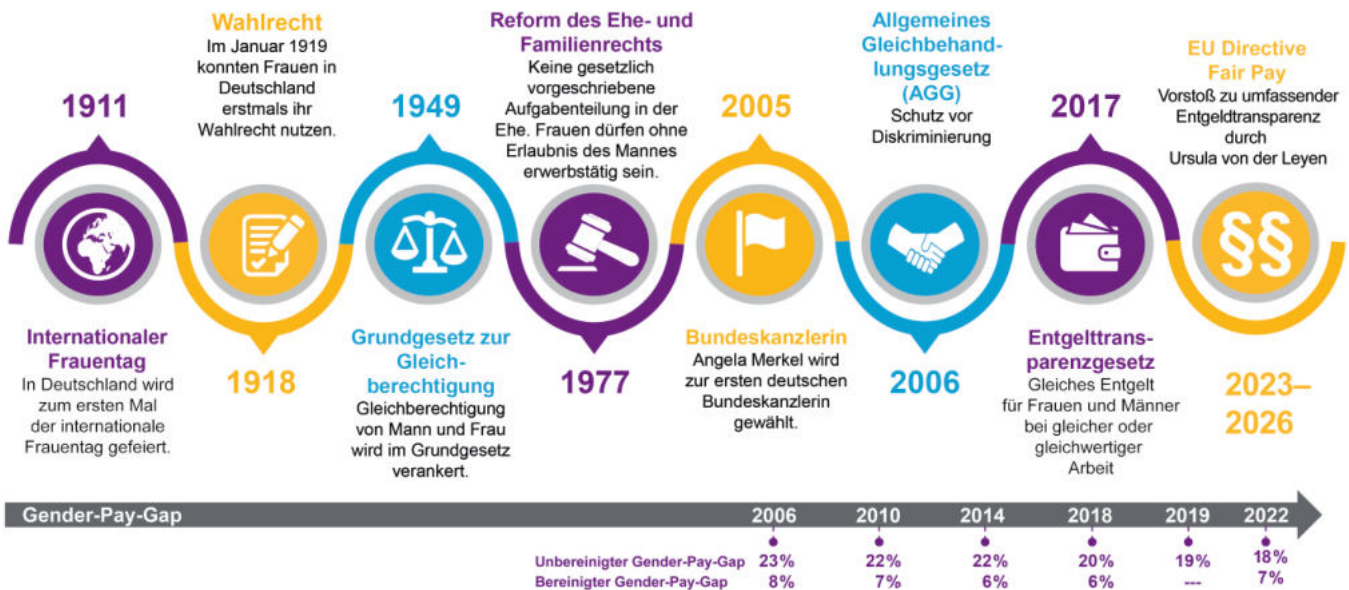 1911
Internationaler
Frauentag
In Deutschland wird
zum ersten Mal
der internationale
Frauentag gefeiert.
Wahlrecht
Im Januar 1919
konnten Frauen in
Deutschland
erstmals ihr
Wahlrecht nutzen.
1918
1949
Grundgesetz zur
Gleich-
berechtigung
Gleichberechtigung
von Mann und Frau
wird im Grundgesetz
verankert.
Reform des Ehe- und
Familienrechts
Keine gesetzlich
vorgeschriebene
Aufgabenteilung in der
Ehe. Frauen dürfen ohne
Erlaubnis des Mannes
erwerbstätig sein.
1977
2005
Bundeskanzlerin
Angela Merkel wird
zur ersten deutschen
Bundeskanzlerin
gewählt.
Allgemeines
Gleichbehand-
lungsgesetz
(AGG)
Schutz vor
Diskriminierung
2006
2017
Entgelttrans-
parenzgesetz
Gleiches Entgelt
für Frauen und Männer
bei gleicher oder
gleichwertiger
Arbeit
EU Directive
Fair Pay
Vorstoß zu umfassender
Entgeltransparenz
durch
Ursula von der Leyen
§§
2023–
2026
Gender-Pay-Gap 2006 2010 2014 2018 2019 2022
Unbereinigter Gender-Pay-Gap 23% 22% 22% 20% 19% 18%
Bereinigter Gender-Pay-Gap 8% 7% 6% 6% --- 7%